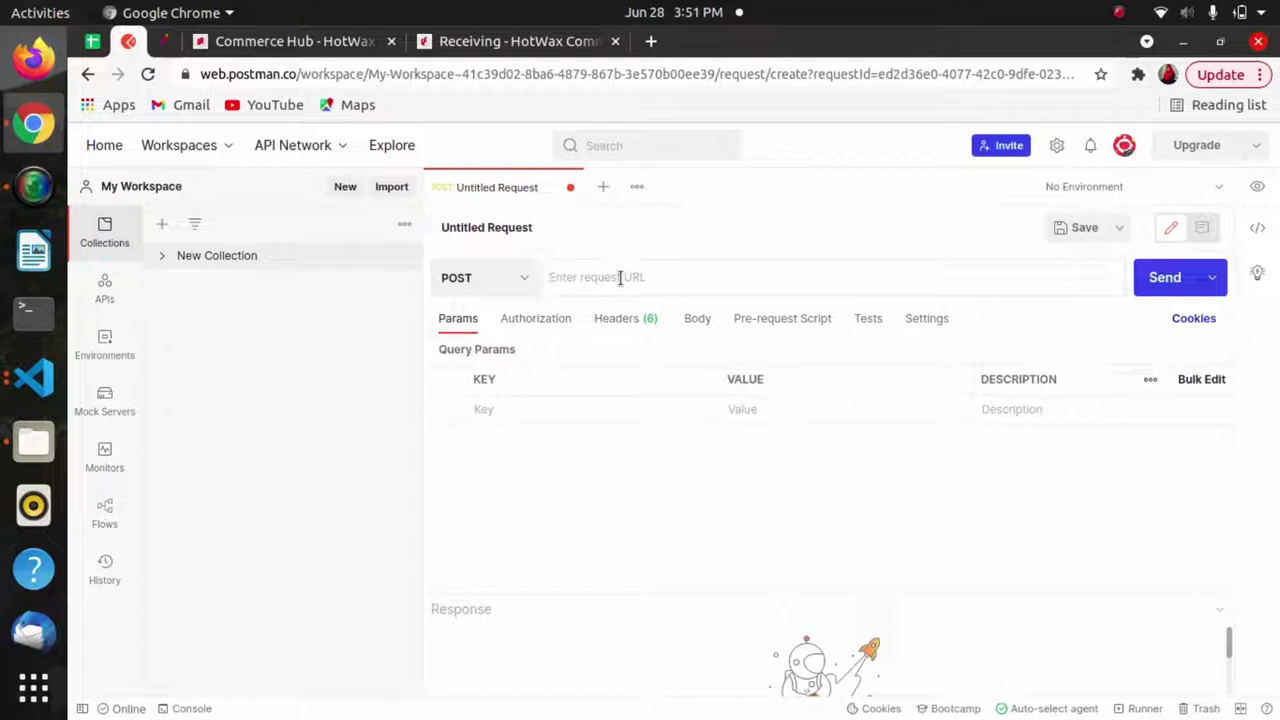 Activities
Google Chrome
Jun 28 3:51 PM
Commerce Hub - HotWax
Receiving - HotWax Com
web.postman.co/workspace/My-Workspace~41c39d02-8ba6-4879-867b-3e570b00ee39/request/create?requestId=ed2d36e0-4077-42c0-9dfe-023...
Update
Apps
Gmail
YouTube
Maps
Reading list
Home
Workspaces
API Network
Explore
Search
Invite
Upgrade
My Workspace
New
Import
POST Untitled Request
No Environment
Collections
New Collection
APIs
Environments
Mock Servers
Monitors
Flows
History
Untitled Request
Save
</>
POST
Enter request URL
Send
Params
Authorization
Headers (6)
Body
Pre-request Script
Tests
Settings
Cookies
Query Params
KEY
VALUE
DESCRIPTION
Bulk Edit
Key
Value
Description
Response
Online
Console
Cookies
Bootcamp
Auto-select agent
Runner
Trash